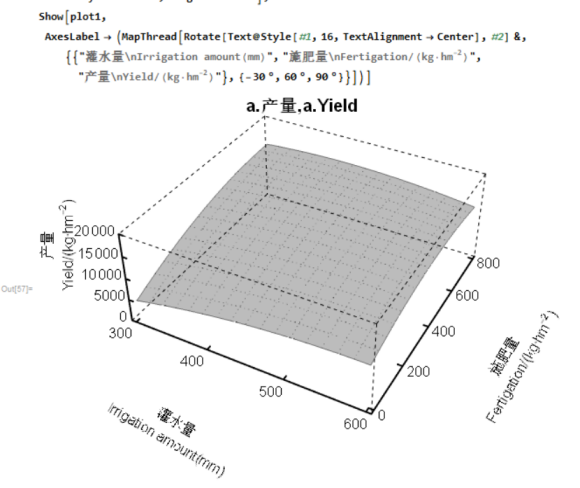 Show[plot1,
AxesLabel → (MapThread[Rotate[Text@Style[#1, 16, TextAlignment → Center], #2] &,
{{"灌水量\nIrrigation amount(mm)", "施肥量\nFertigation/(kg·hm⁻²)",
"产量\nYield/(kg·hm⁻²)"}, {-30 °, 60 °, 90 °}}])]
a.产量,a.Yield
Out[57]=
产量
Yield/(kg·hm⁻²)
20000
15000
10000
5000
0
300
400
500
600
灌水量
Irrigation amount(mm)
0
200
400
600
800
施肥量
Fertigation/(kg·hm⁻²)